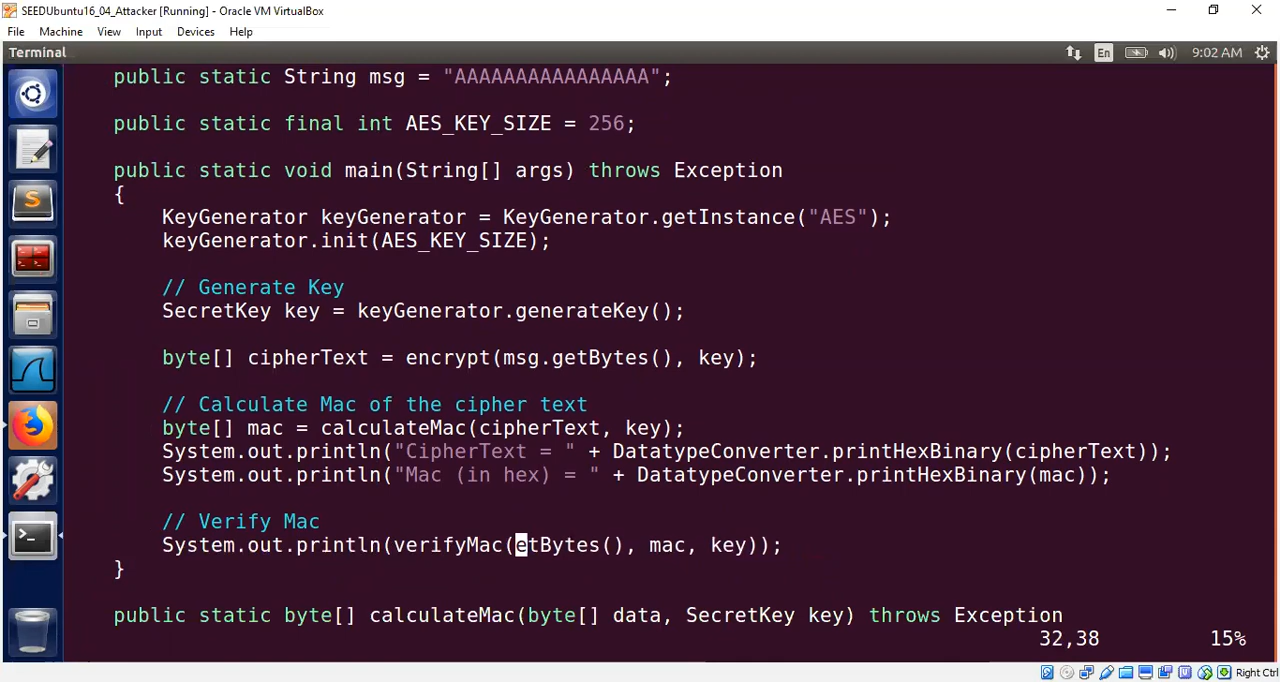 SEEDUbuntu16_04_Attacker [Running] - Oracle VM VirtualBox
File Machine View Input Devices Help
Terminal En 9:02 AM
public static String msg = "AAAAAAAAAAAAAAAA";
public static final int AES_KEY_SIZE = 256;
public static void main(String[] args) throws Exception
{
KeyGenerator keyGenerator = KeyGenerator.getInstance("AES");
keyGenerator.init(AES_KEY_SIZE);
// Generate Key
SecretKey key = keyGenerator.generateKey();
byte[] cipherText = encrypt(msg.getBytes(), key);
// Calculate Mac of the cipher text
byte[] mac = calculateMac(cipherText, key);
System.out.println("CipherText = " + DatatypeConverter.printHexBinary(cipherText));
System.out.println("Mac (in hex) = " + DatatypeConverter.printHexBinary(mac));
// Verify Mac
System.out.println(verifyMac(etBytes(), mac, key));
}
public static byte[] calculateMac(byte[] data, SecretKey key) throws Exception
32,38 15%
Right Ctrl